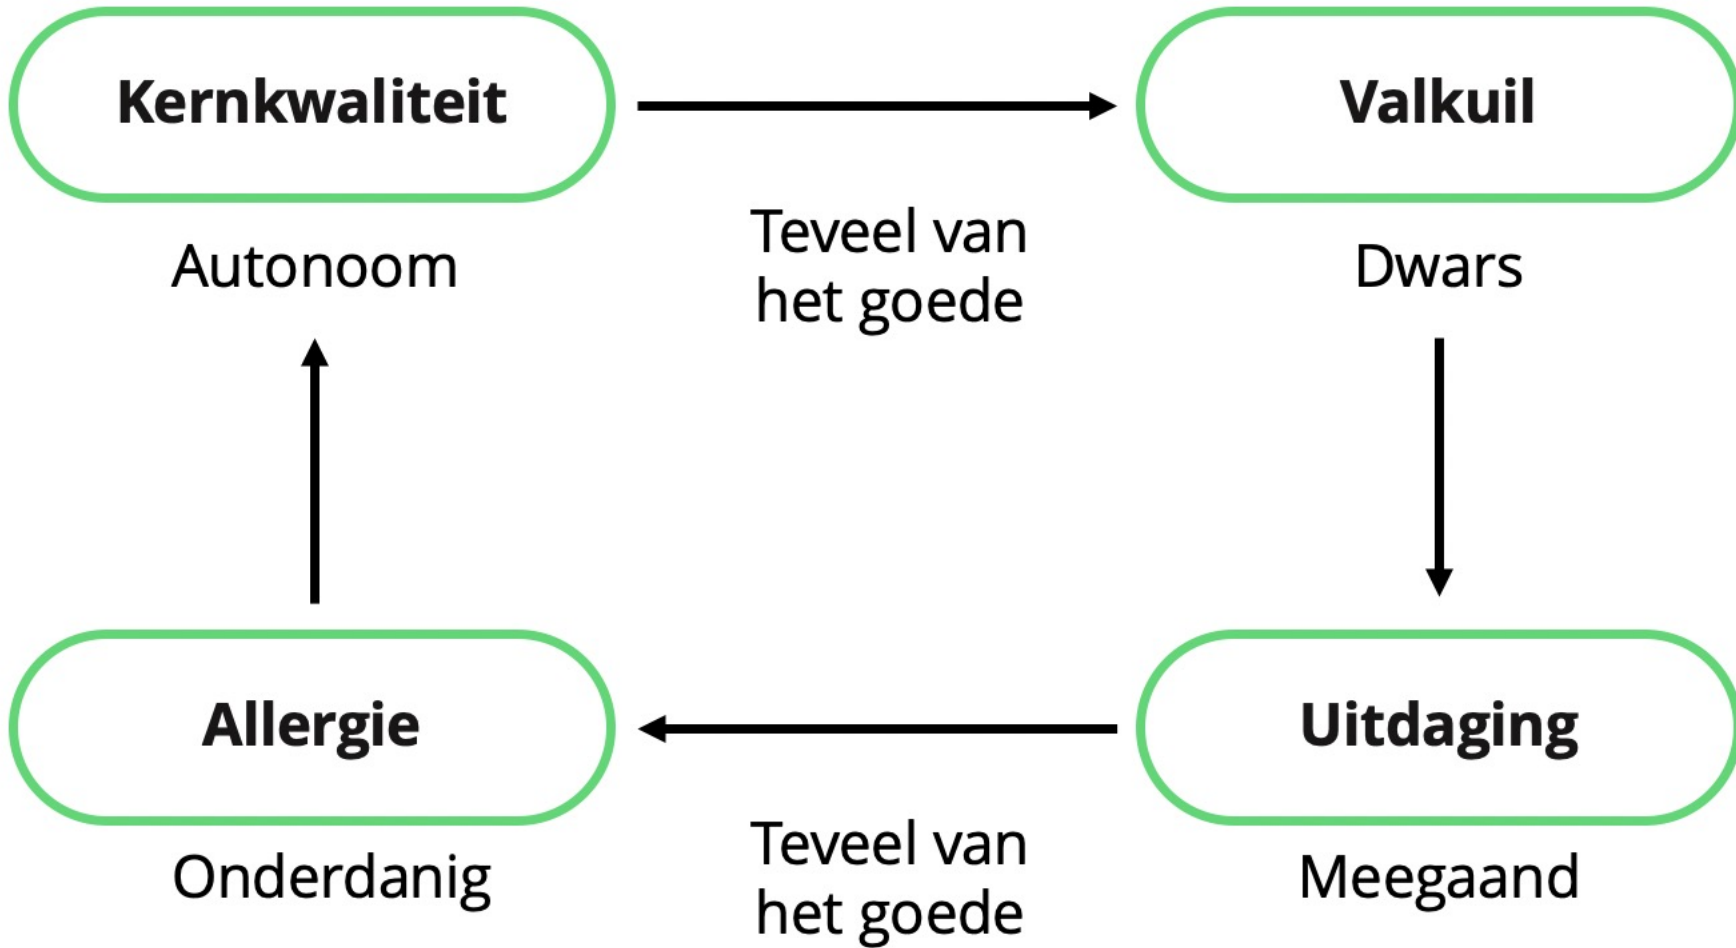 Kernkwaliteit
Valkuil
Autonoom
Teveel van
het goede
Dwars
Allergie
Uitdaging
Onderdanig
Teveel van
het goede
Meegaand